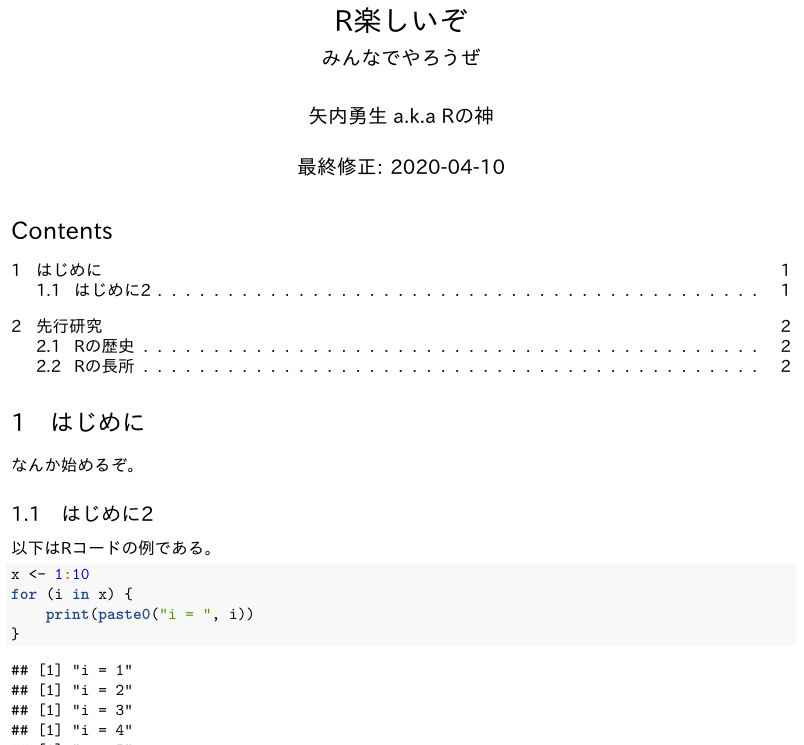 R楽しいぞ
みんなでやろうぜ
矢内勇生 a.k.a Rの神
最終修正: 2020-04-10
Contents
1 はじめに 1
1.1 はじめに2 . . . . . . . . . . . . . . . . . . . . . . . . . . . . . . . . . . . . . . . . . . . 1
2 先行研究 2
2.1 Rの歴史 . . . . . . . . . . . . . . . . . . . . . . . . . . . . . . . . . . . . . . . . . . . . 2
2.2 Rの長所 . . . . . . . . . . . . . . . . . . . . . . . . . . . . . . . . . . . . . . . . . . . . 2
1 はじめに
なんか始めるぞ。
1.1 はじめに2
以下はRコードの例である。
x <- 1:10
for (i in x) {
    print(paste0("i = ", i))
}
## [1] "i = 1"
## [1] "i = 2"
## [1] "i = 3"
## [1] "i = 4"